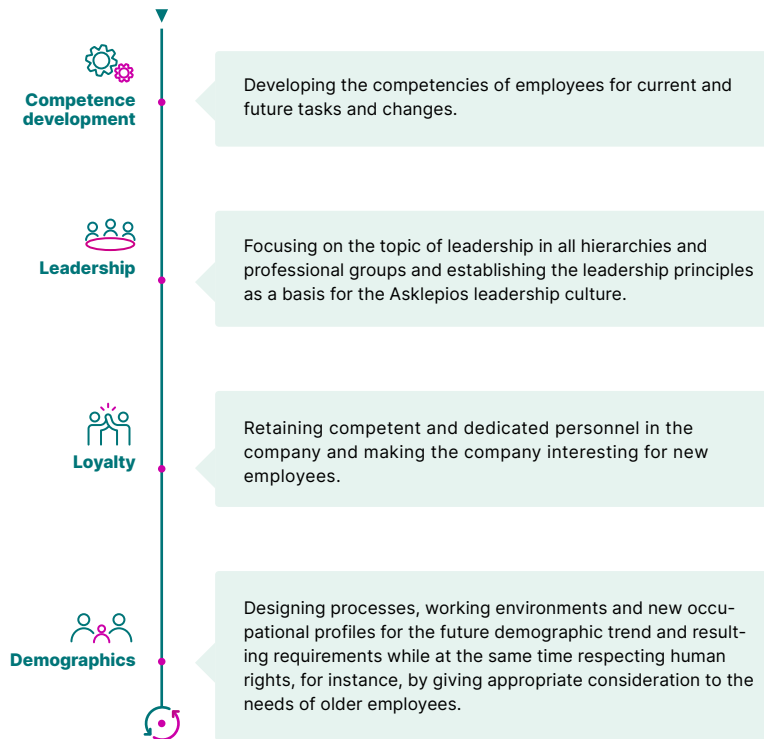 Competence
development
Developing the competencies of employees for current and
future tasks and changes.
Leadership
Focusing on the topic of leadership in all hierarchies and
professional groups and establishing the leadership principles
as a basis for the Asklepios leadership culture.
Loyalty
Retaining competent and dedicated personnel in the
company and making the company interesting for new
employees.
Demographics
Designing processes, working environments and new occu-
pational profiles for the future demographic trend and result-
ing requirements while at the same time respecting human
rights, for instance, by giving appropriate consideration to the
needs of older employees.